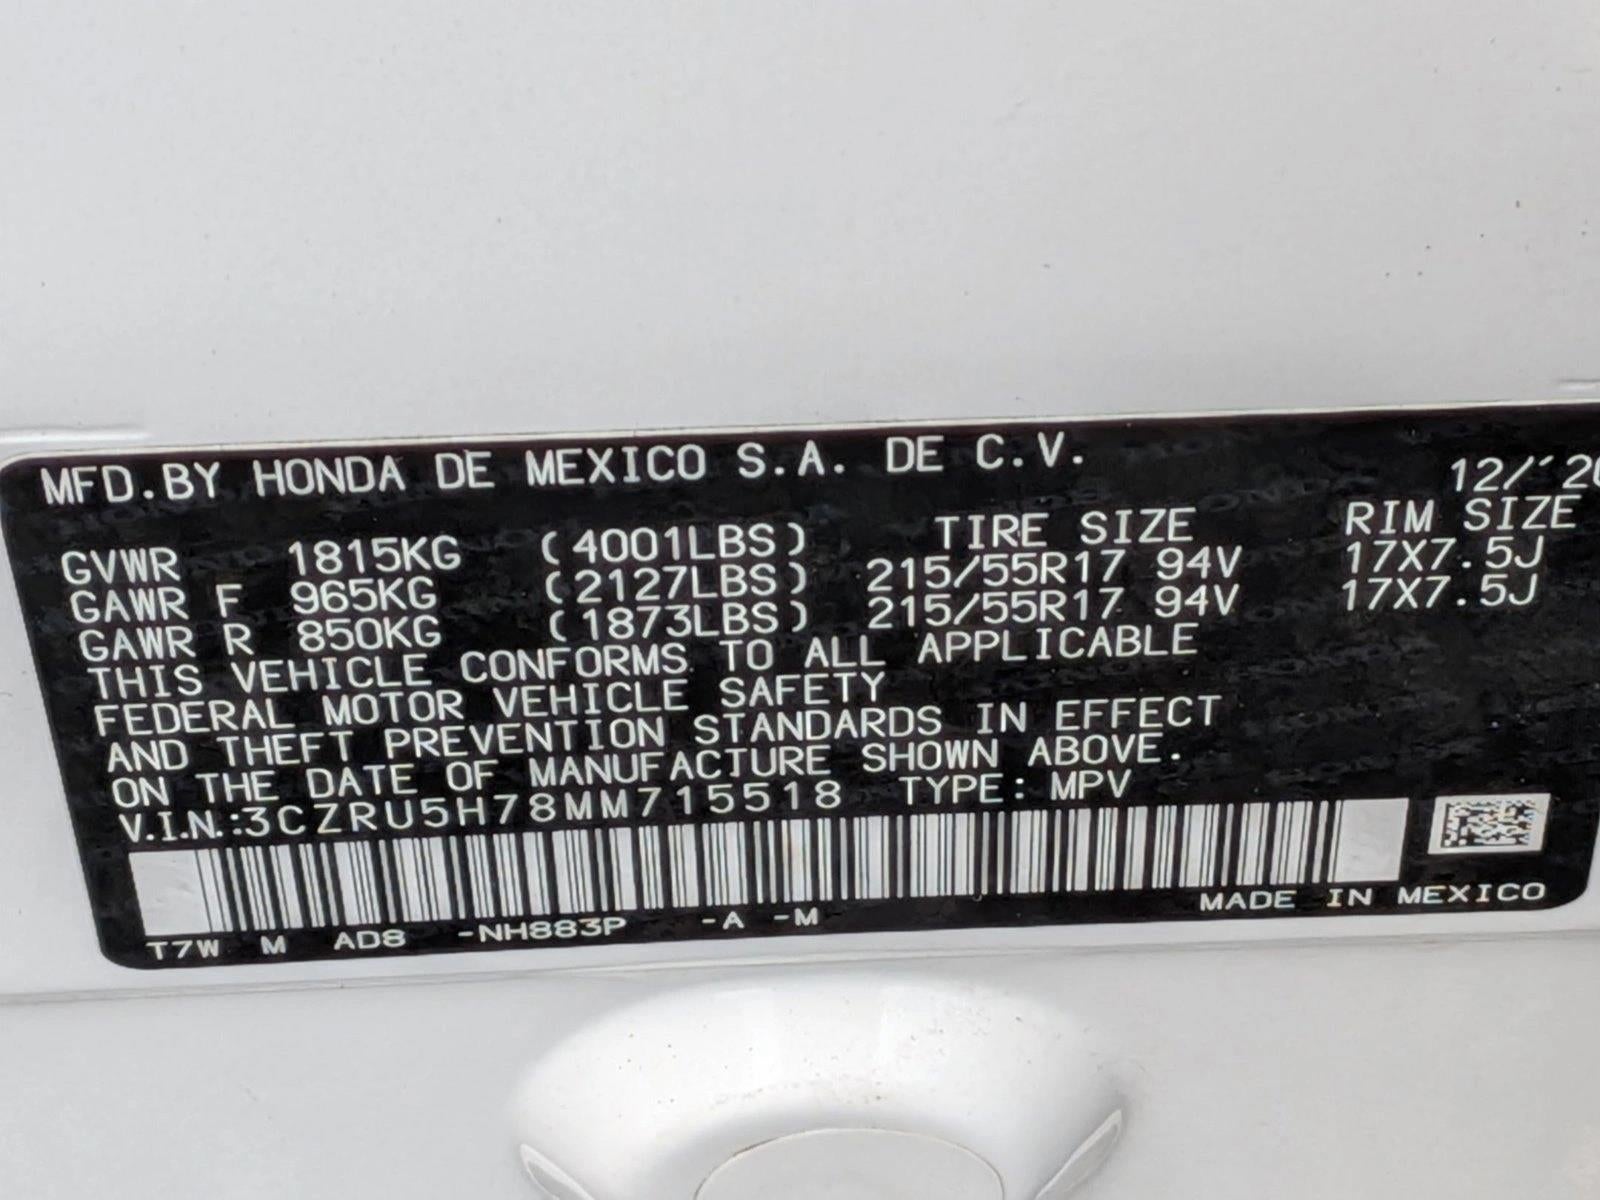 MFD.BY HONDA DE MEXICO S.A. DE C.V.
12/'20
GVWR 1815KG (4001LBS) TIRE SIZE RIM SIZE
GAWR F 965KG (2127LBS) 215/55R17 94V 17X7.5J
GAWR R 850KG (1873LBS) 215/55R17 94V 17X7.5J
THIS VEHICLE CONFORMS TO ALL APPLICABLE
FEDERAL MOTOR VEHICLE SAFETY
AND THEFT PREVENTION STANDARDS IN EFFECT
ON THE DATE OF MANUFACTURE SHOWN ABOVE.
V.I.N.:3CZRU5H78MM715518 TYPE: MPV
T7W M AD8 -NH883P -A -M MADE IN MEXICO